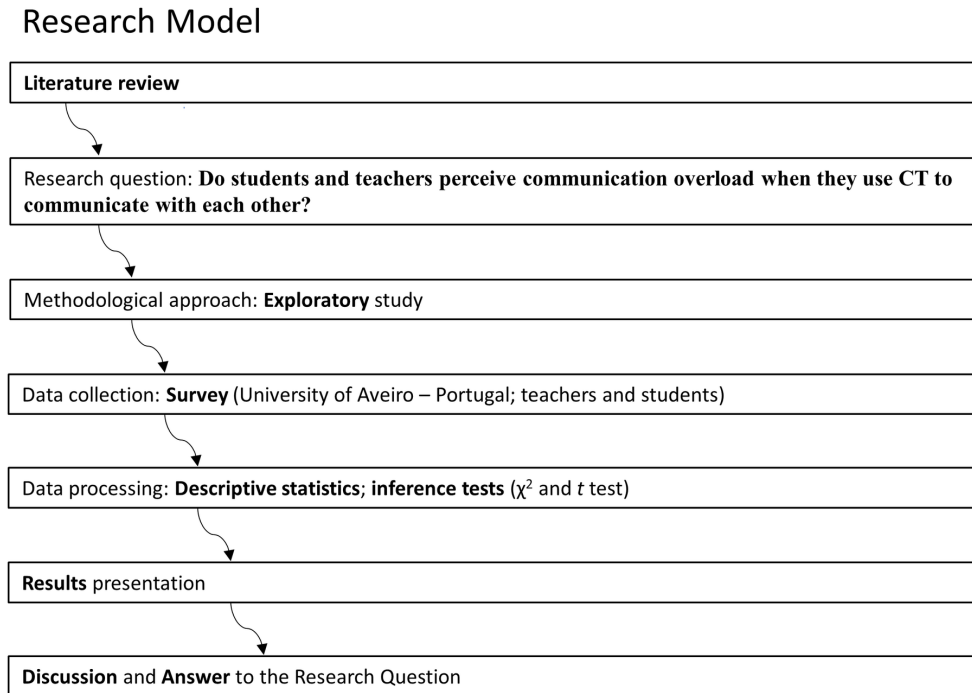 Research Model
Literature review
Research question: Do students and teachers perceive communication overload when they use CT to
communicate with each other?
Methodological approach: Exploratory study
Data collection: Survey (University of Aveiro – Portugal; teachers and students)
Data processing: Descriptive statistics; inference tests (χ² and t test)
Results presentation
Discussion and Answer to the Research Question